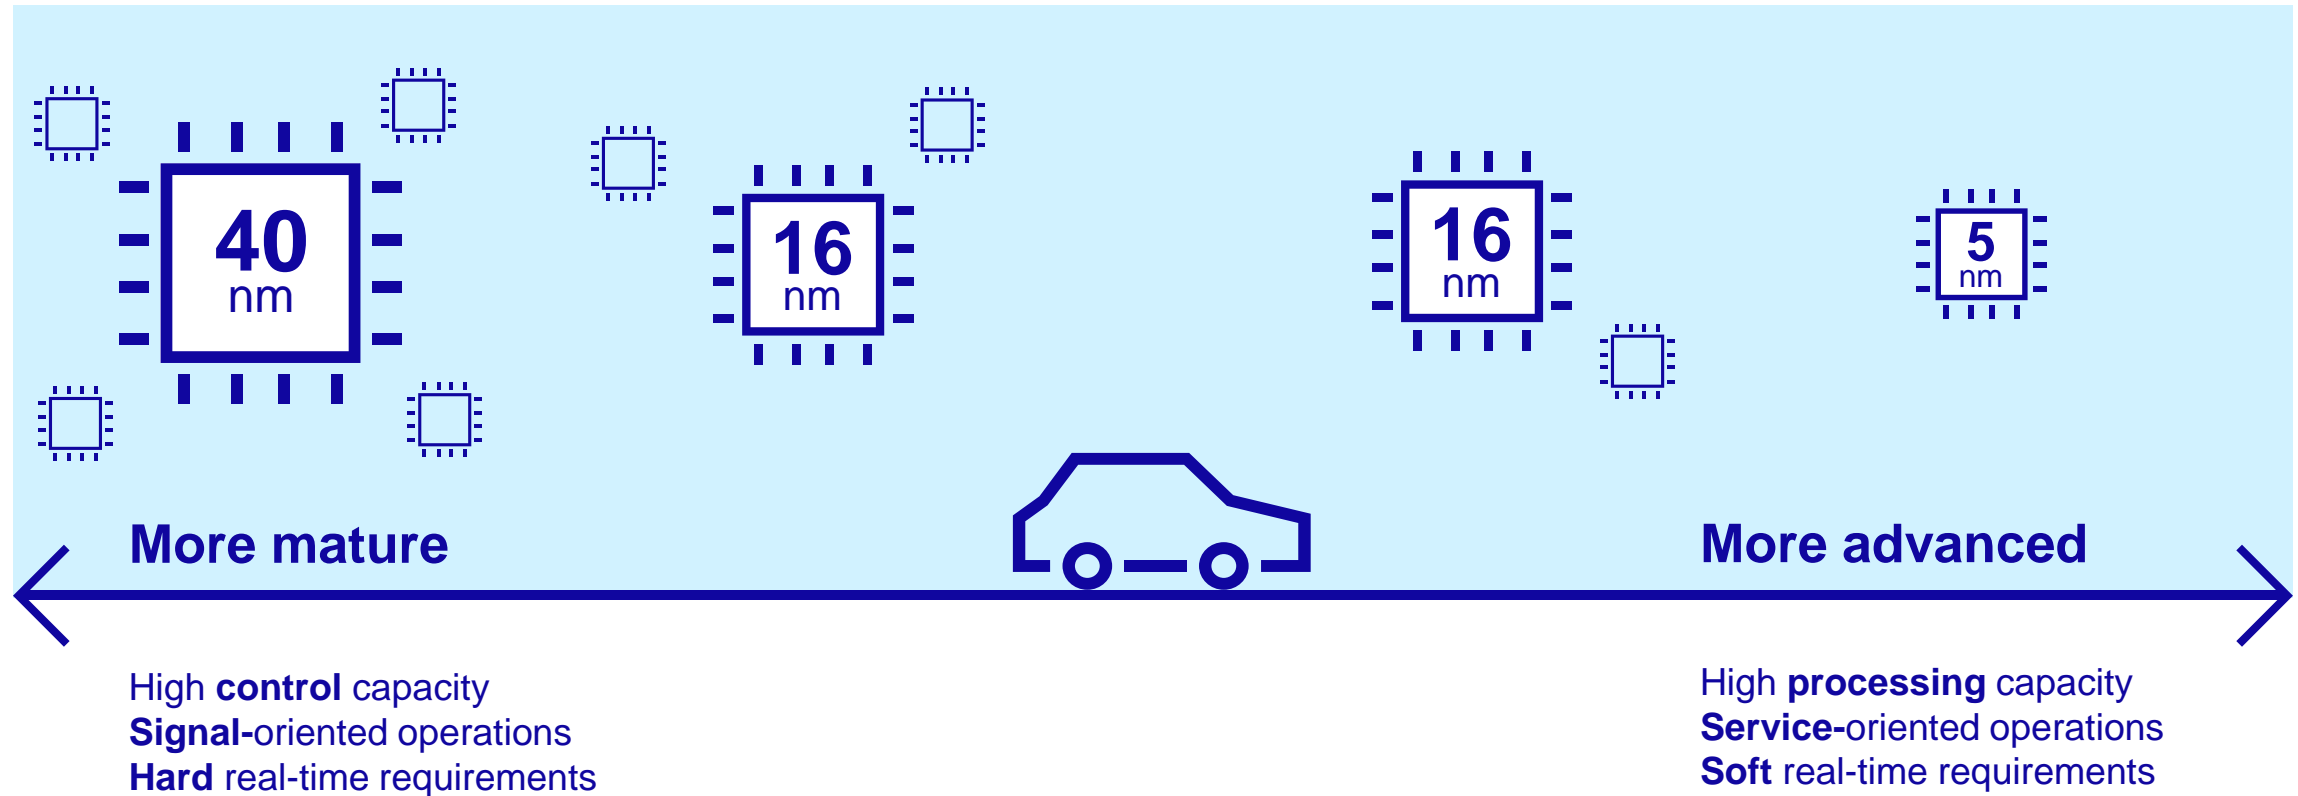 40
nm
16
nm
16
nm
5
nm
More mature
More advanced
High control capacity
Signal-oriented operations
Hard real-time requirements
High processing capacity
Service-oriented operations
Soft real-time requirements